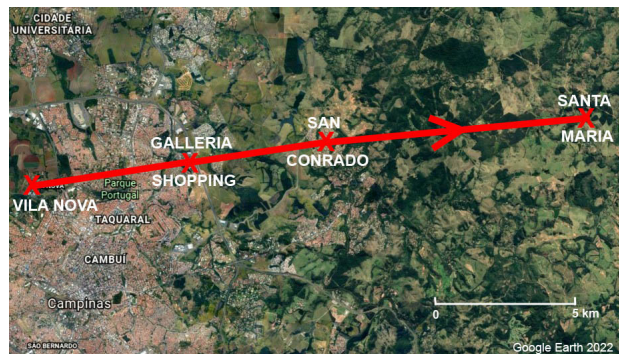 CIDADE
UNIVERSITÁRIA
SANTA
MARIA
SAN
CONRADO
GALLERIA
SHOPPING
Parque
Portugal
VILA NOVA
TAQUARAL
CAMBUÍ
Campinas
0
5 km
SÃO BERNARDO
Google Earth 2022